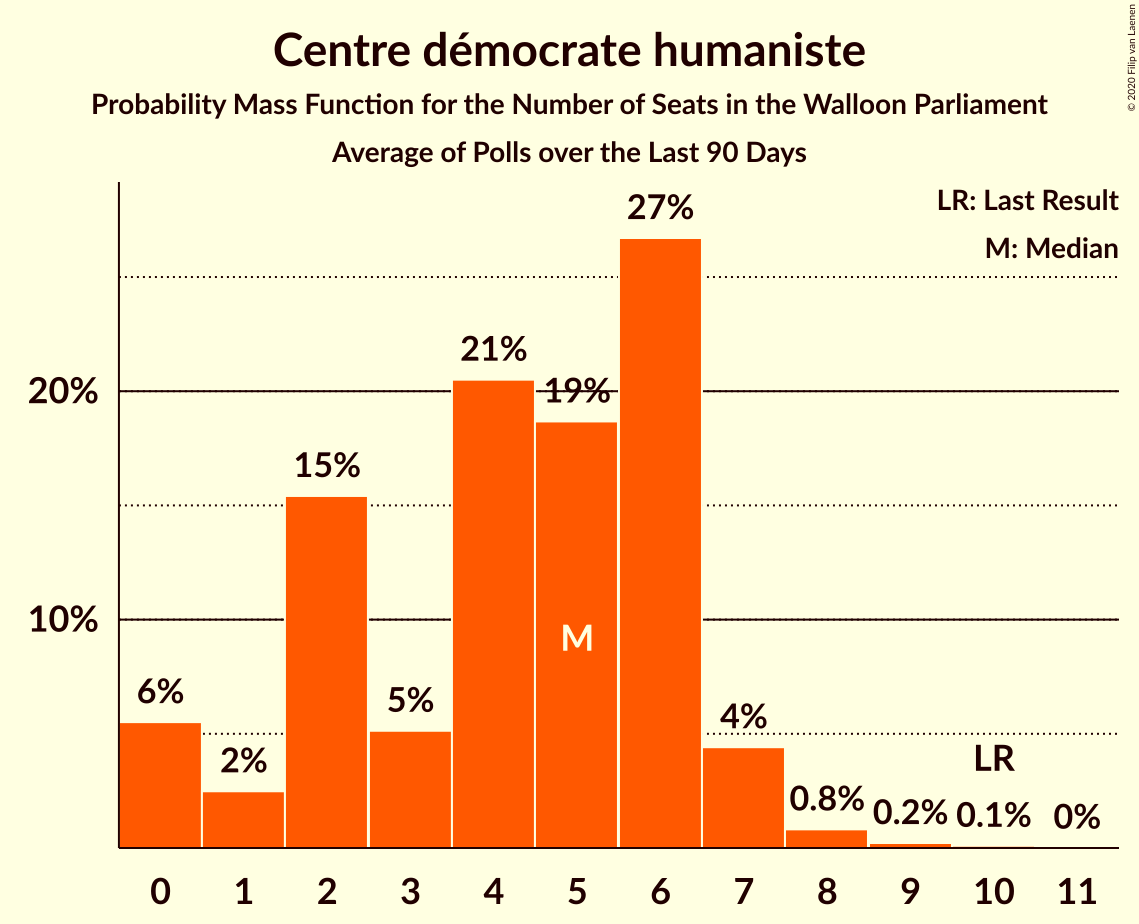 Centre démocrate humaniste
Probability Mass Function for the Number of Seats in the Walloon Parliament
Average of Polls over the Last 90 Days
© 2020 Filip van Laenen
LR: Last Result
M: Median
27%
21%
20%
19%
15%
10%
M
6%
5%
4%
2%
LR
0.8%
0.2%
0.1%
0%
0 1 2 3 4 5 6 7 8 9 10 11